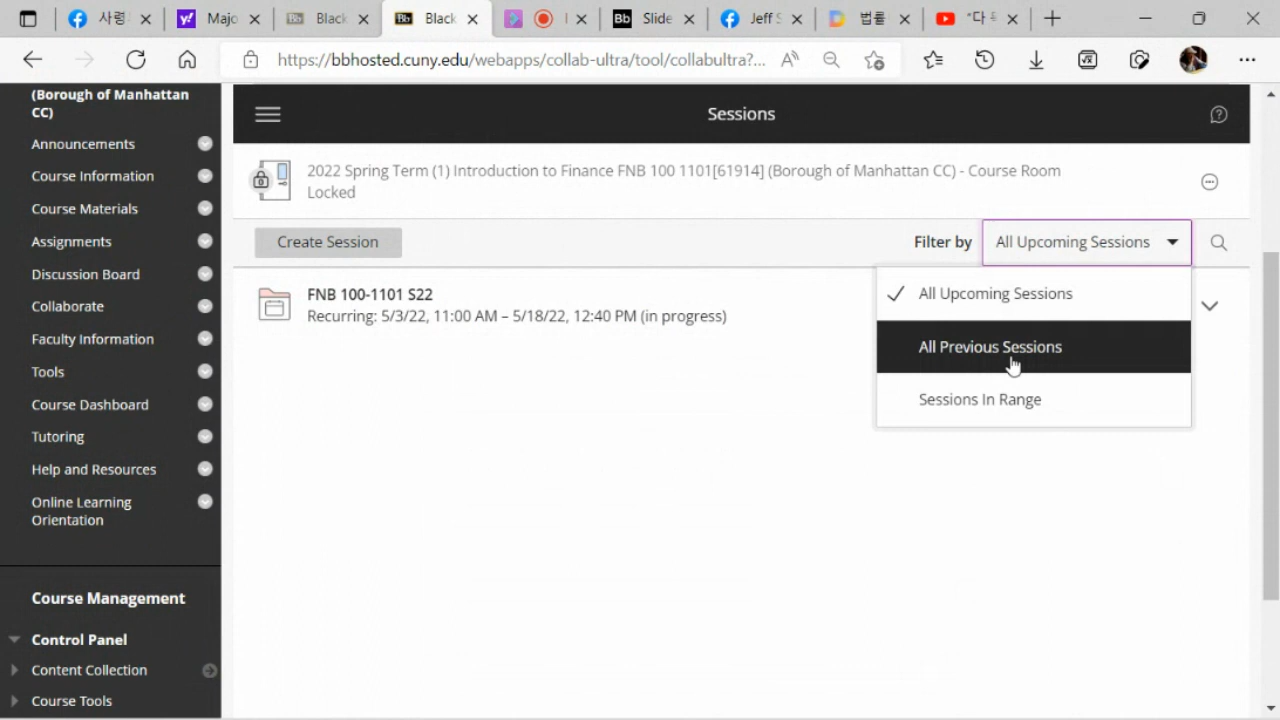 사령
Majo
Black
Black
Slide
Jeff S
법률
"다
https://bbhosted.cuny.edu/webapps/collab-ultra/tool/collabultra?...
(Borough of Manhattan
CC)
Announcements
Course Information
Course Materials
Assignments
Discussion Board
Collaborate
Faculty Information
Tools
Course Dashboard
Tutoring
Help and Resources
Online Learning
Orientation
Course Management
Control Panel
Content Collection
Course Tools
Sessions
2022 Spring Term (1) Introduction to Finance FNB 100 1101[61914] (Borough of Manhattan CC) - Course Room
Locked
Create Session
Filter by
All Upcoming Sessions
FNB 100-1101 S22
Recurring: 5/3/22, 11:00 AM – 5/18/22, 12:40 PM (in progress)
All Upcoming Sessions
All Previous Sessions
Sessions In Range